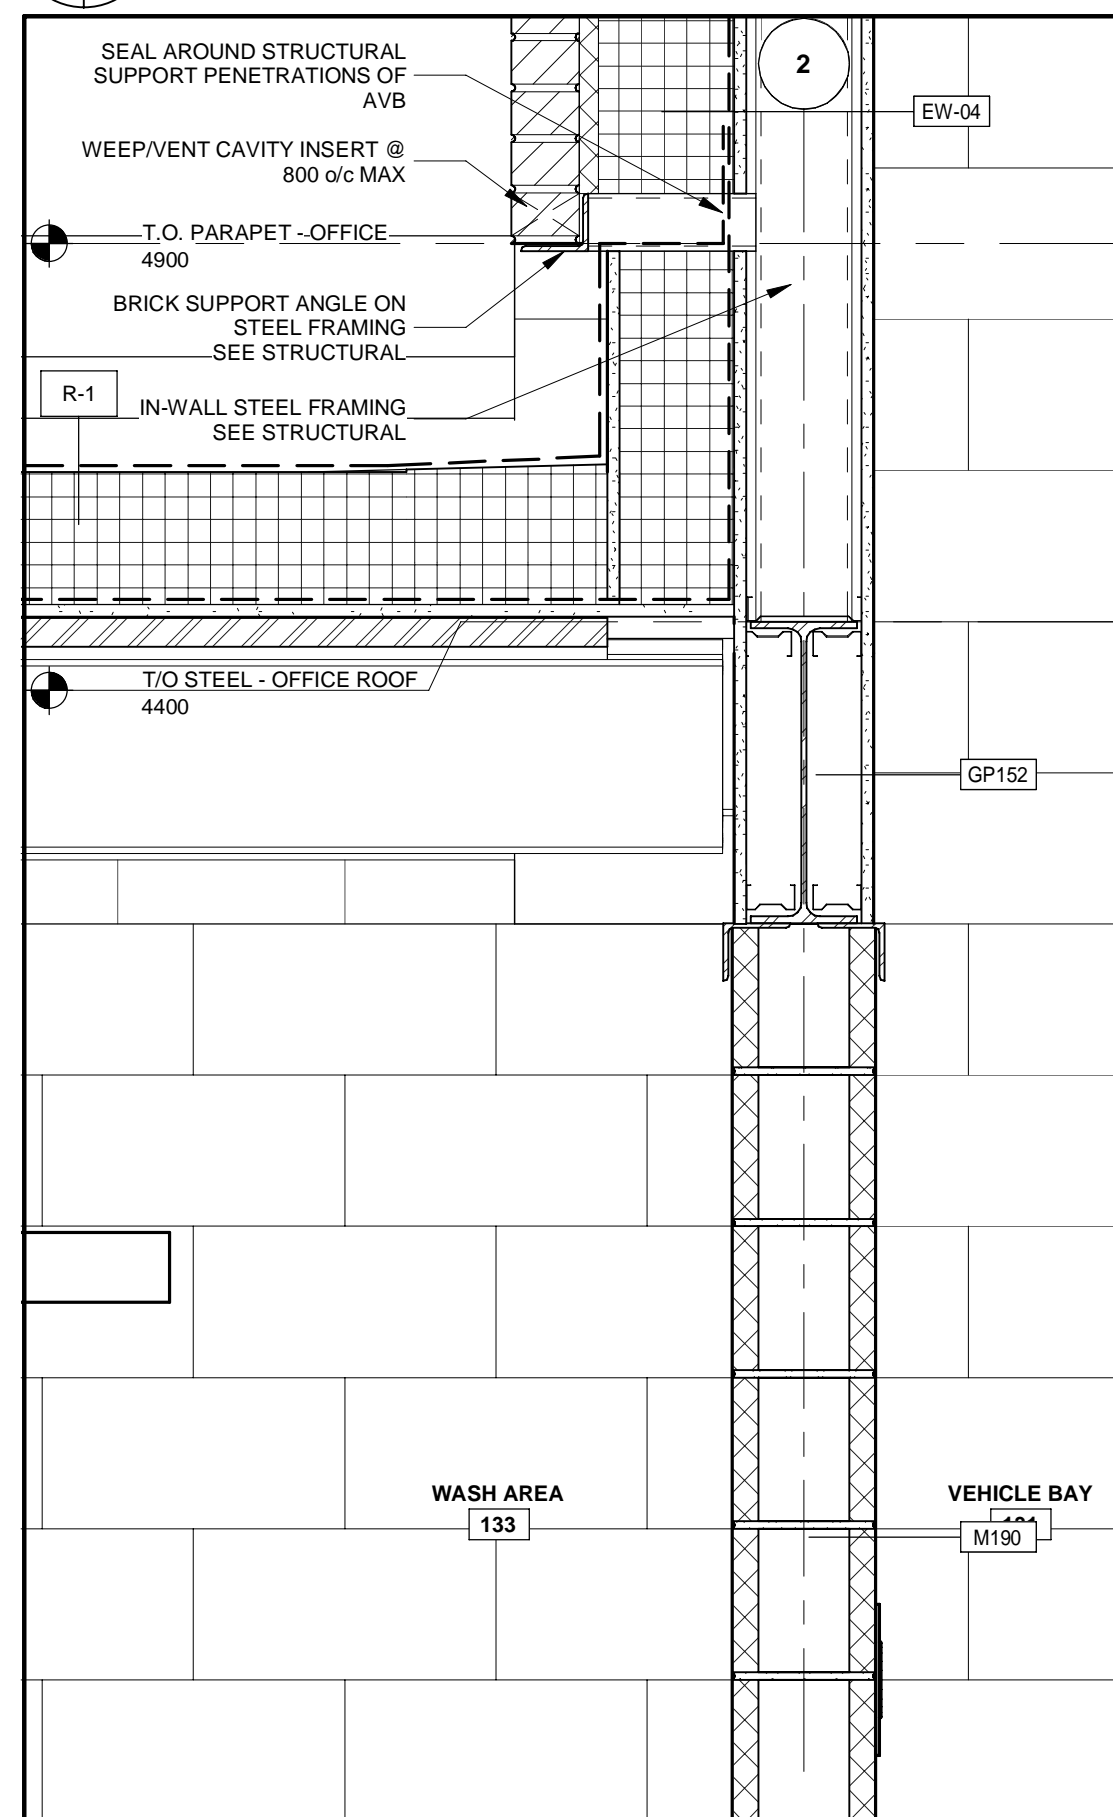 SEAL AROUND STRUCTURAL
SUPPORT PENETRATIONS OF
AVB
2
EW-04
WEEP/VENT CAVITY INSERT @
800 o/c MAX
T.O. PARAPET - OFFICE
4900
BRICK SUPPORT ANGLE ON
STEEL FRAMING
SEE STRUCTURAL
R-1
IN-WALL STEEL FRAMING
SEE STRUCTURAL
T/O STEEL - OFFICE ROOF
4400
GP152
WASH AREA
133
VEHICLE BAY
M190